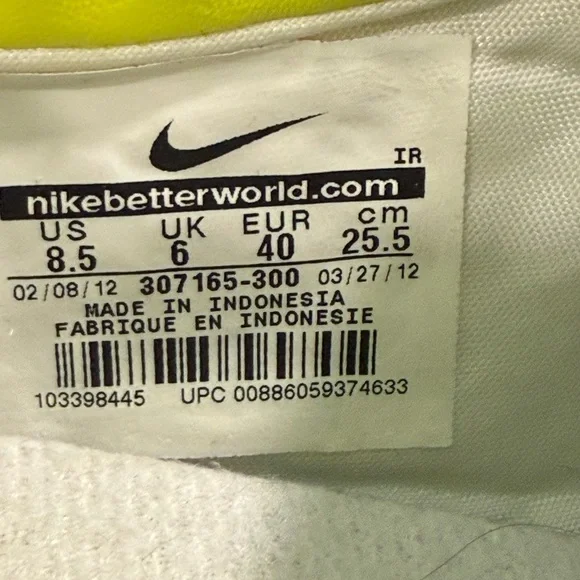 IR
nikebetterworld.com
US UK EUR cm
8.5 6 40 25.5
02/08/12 307165-300 03/27/12
MADE IN INDONESIA
FABRIQUE EN INDONESIE
103398445 UPC 00886059374633